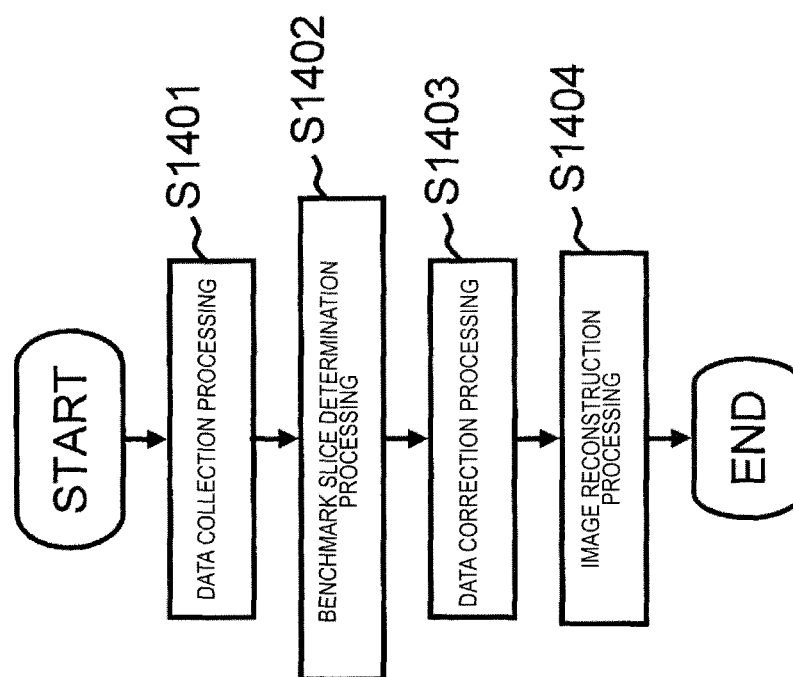 START
DATA COLLECTION PROCESSING
S1401
BENCHMARK SLICE DETERMINATION
PROCESSING
S1402
DATA CORRECTION PROCESSING
S1403
IMAGE RECONSTRUCTION
PROCESSING
S1404
END